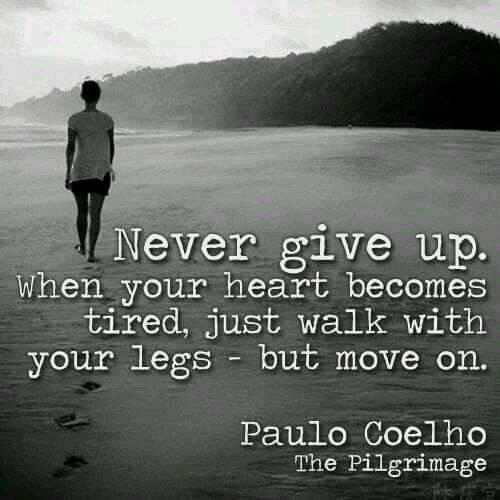 Never give up.
When your heart becomes
tired, just walk with
your legs - but move on.
Paulo Coelho
The Pilgrimage